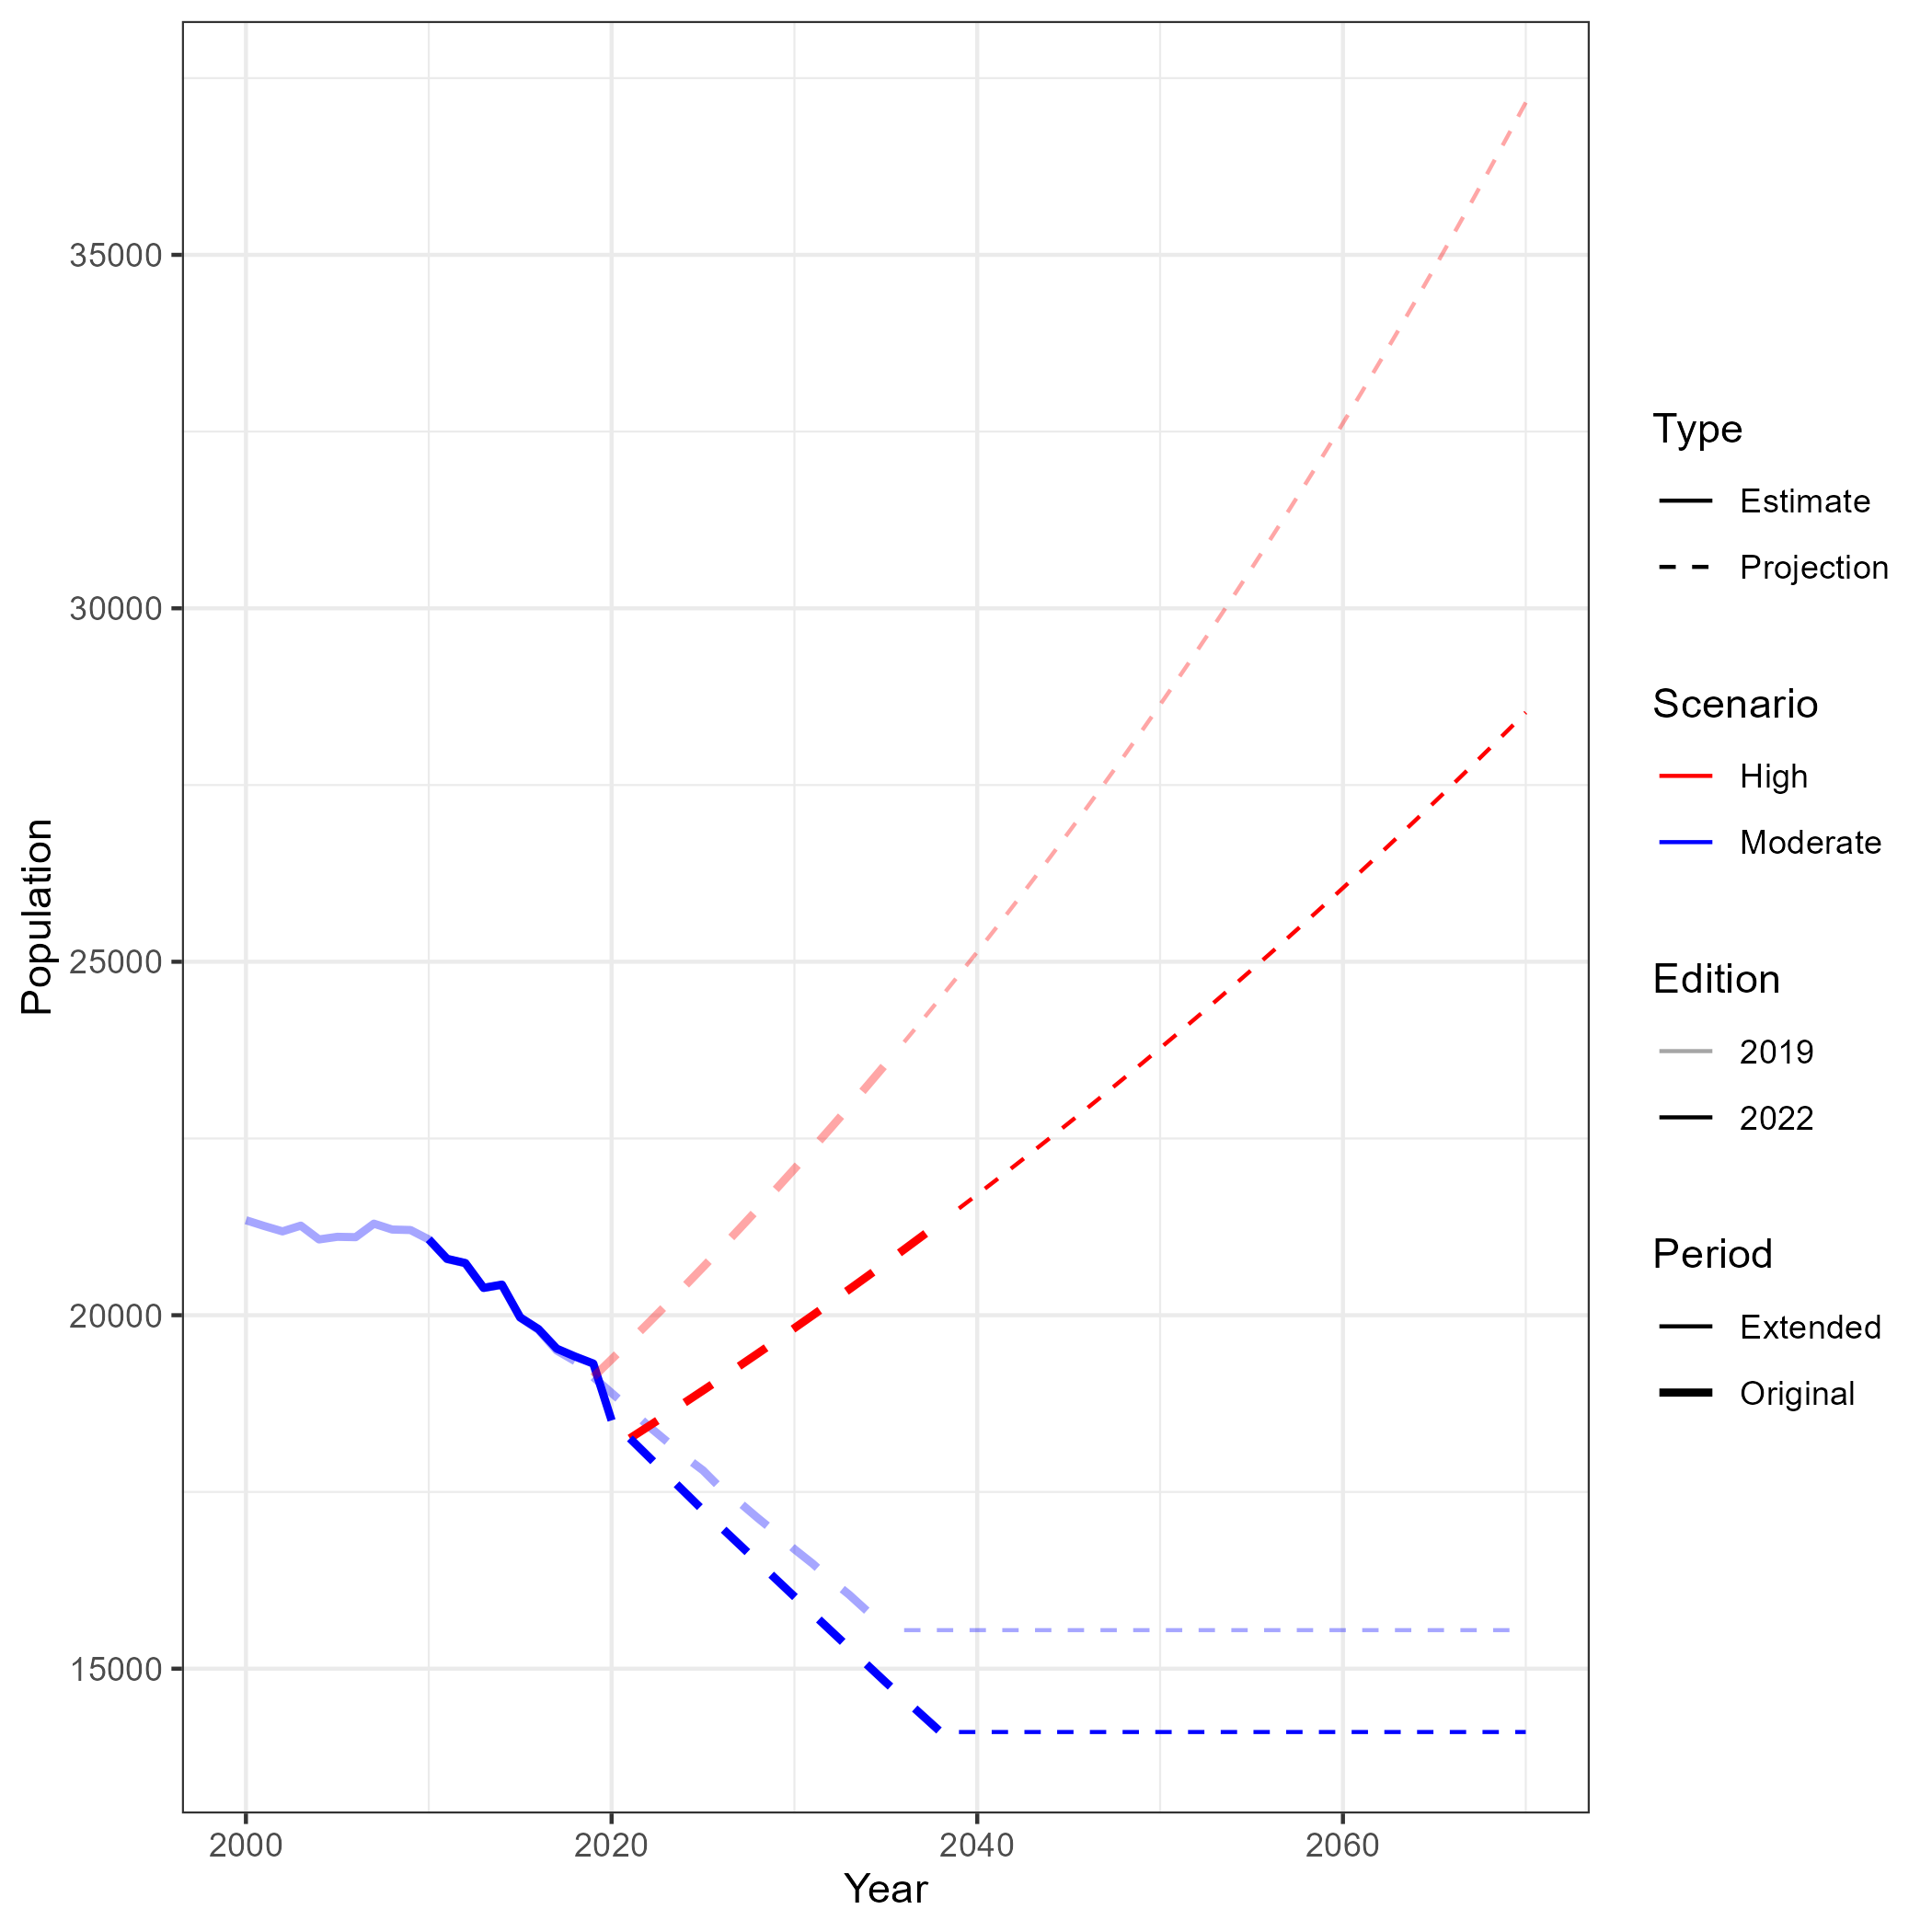 Population
35000
30000
25000
20000
15000
2000
2020
2040
2060
Year
Type
Estimate
Projection
Scenario
High
Moderate
Edition
2019
2022
Period
Extended
Original